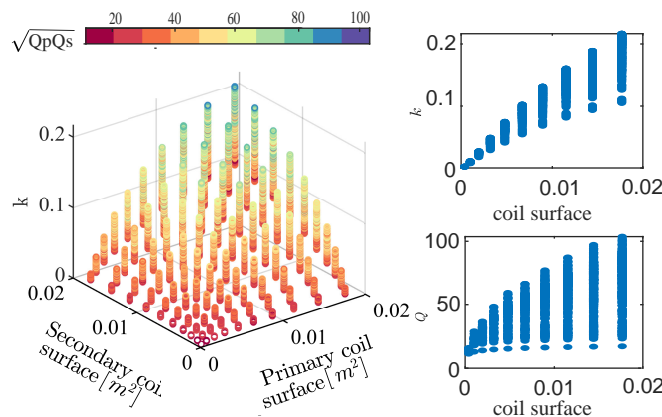 20 40 60 80 100
√QpQs
0.2
0.1
0
k
0.02
0.01
0
0
0.01
0.02
Secondary coi.
surface[m²]
Primary coil
surface[m²]
0.2
0.1
0
k
0 0.01 0.02
coil surface
100
50
0
Q
0 0.01 0.02
coil surface